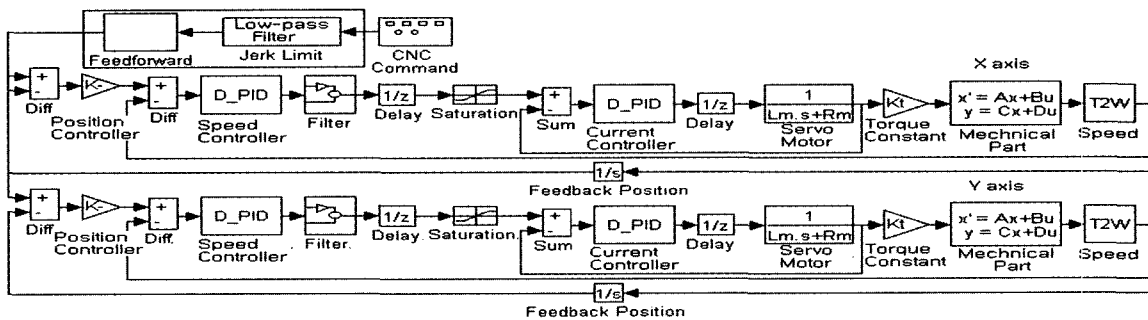 Low-pass
Filter
Feedforward
Jerk Limit
CNC
Command
X axis
+
-
Diff
K-
Position
Controller
+
-
Diff
D_PID
Speed
Controller
Filter
1/z
Delay
Saturation
+
-
Sum
D_PID
Current
Controller
1/z
Delay
1
Lm.s+Rm
Servo
Motor
Kt
Torque
Constant
x' = Ax+Bu
y = Cx+Du
Mechnical
Part
T2W
Speed
1/s
Feedback Position
Y axis
+
-
Diff
K-
Position
Controller
+
-
Diff.
D_PID
Speed
Controller
Filter.
1/z
Delay.
Saturation.
+
-
Sum
D_PID
Current
Controller
1/z
Delay
1
Lm.s+Rm
Servo
Motor
Kt
Torque
Constant
x' = Ax+Bu
y = Cx+Du
Mechnical
Part
T2W
Speed
1/s
Feedback Position